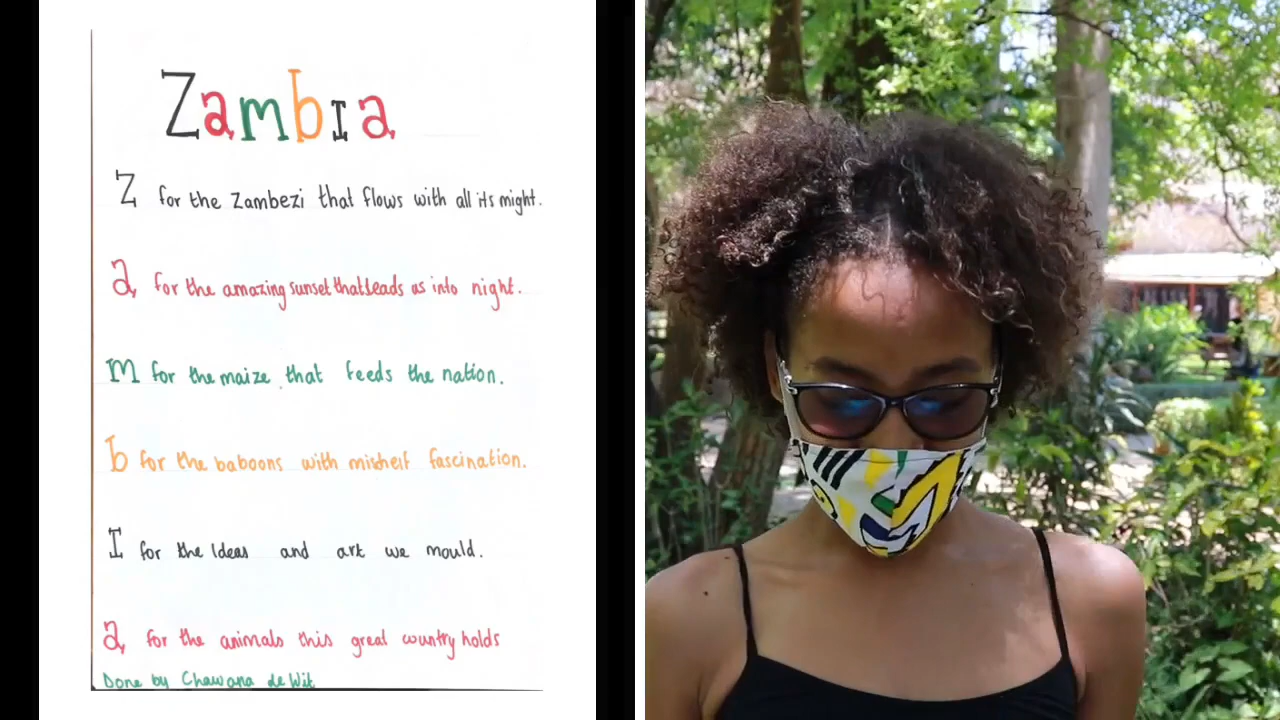 Zambia
Z for the Zambezi that flows with all its might.
a for the amazing sunset that leads us into night.
m for the maize that feeds the nation.
b for the baboons with mischeif fascination.
I for the Ideas and art we mould.
a for the animals this great country holds
Done by Chawana de Wit